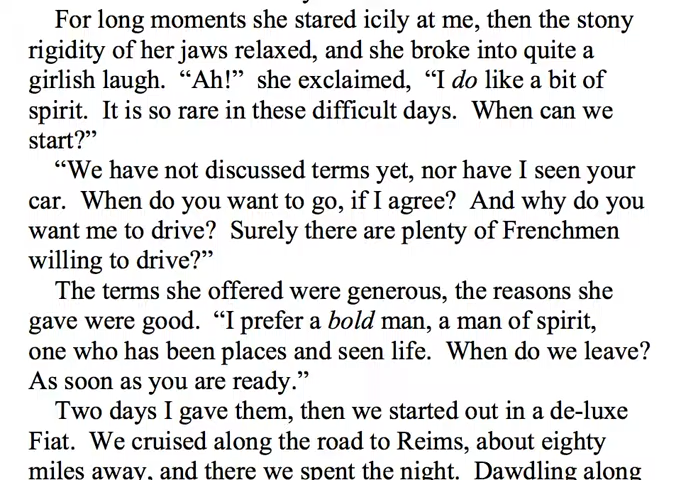 For long moments she stared icily at me, then the stony
rigidity of her jaws relaxed, and she broke into quite a
girlish laugh.  “Ah!”  she exclaimed,  “I do like a bit of
spirit.  It is so rare in these difficult days.  When can we
start?”
“We have not discussed terms yet, nor have I seen your
car.  When do you want to go, if I agree?  And why do you
want me to drive?  Surely there are plenty of Frenchmen
willing to drive?”
The terms she offered were generous, the reasons she
gave were good.  “I prefer a bold man, a man of spirit,
one who has been places and seen life.  When do we leave?
As soon as you are ready.”
Two days I gave them, then we started out in a de-luxe
Fiat.  We cruised along the road to Reims, about eighty
miles away, and there we spent the night.  Dawdling along